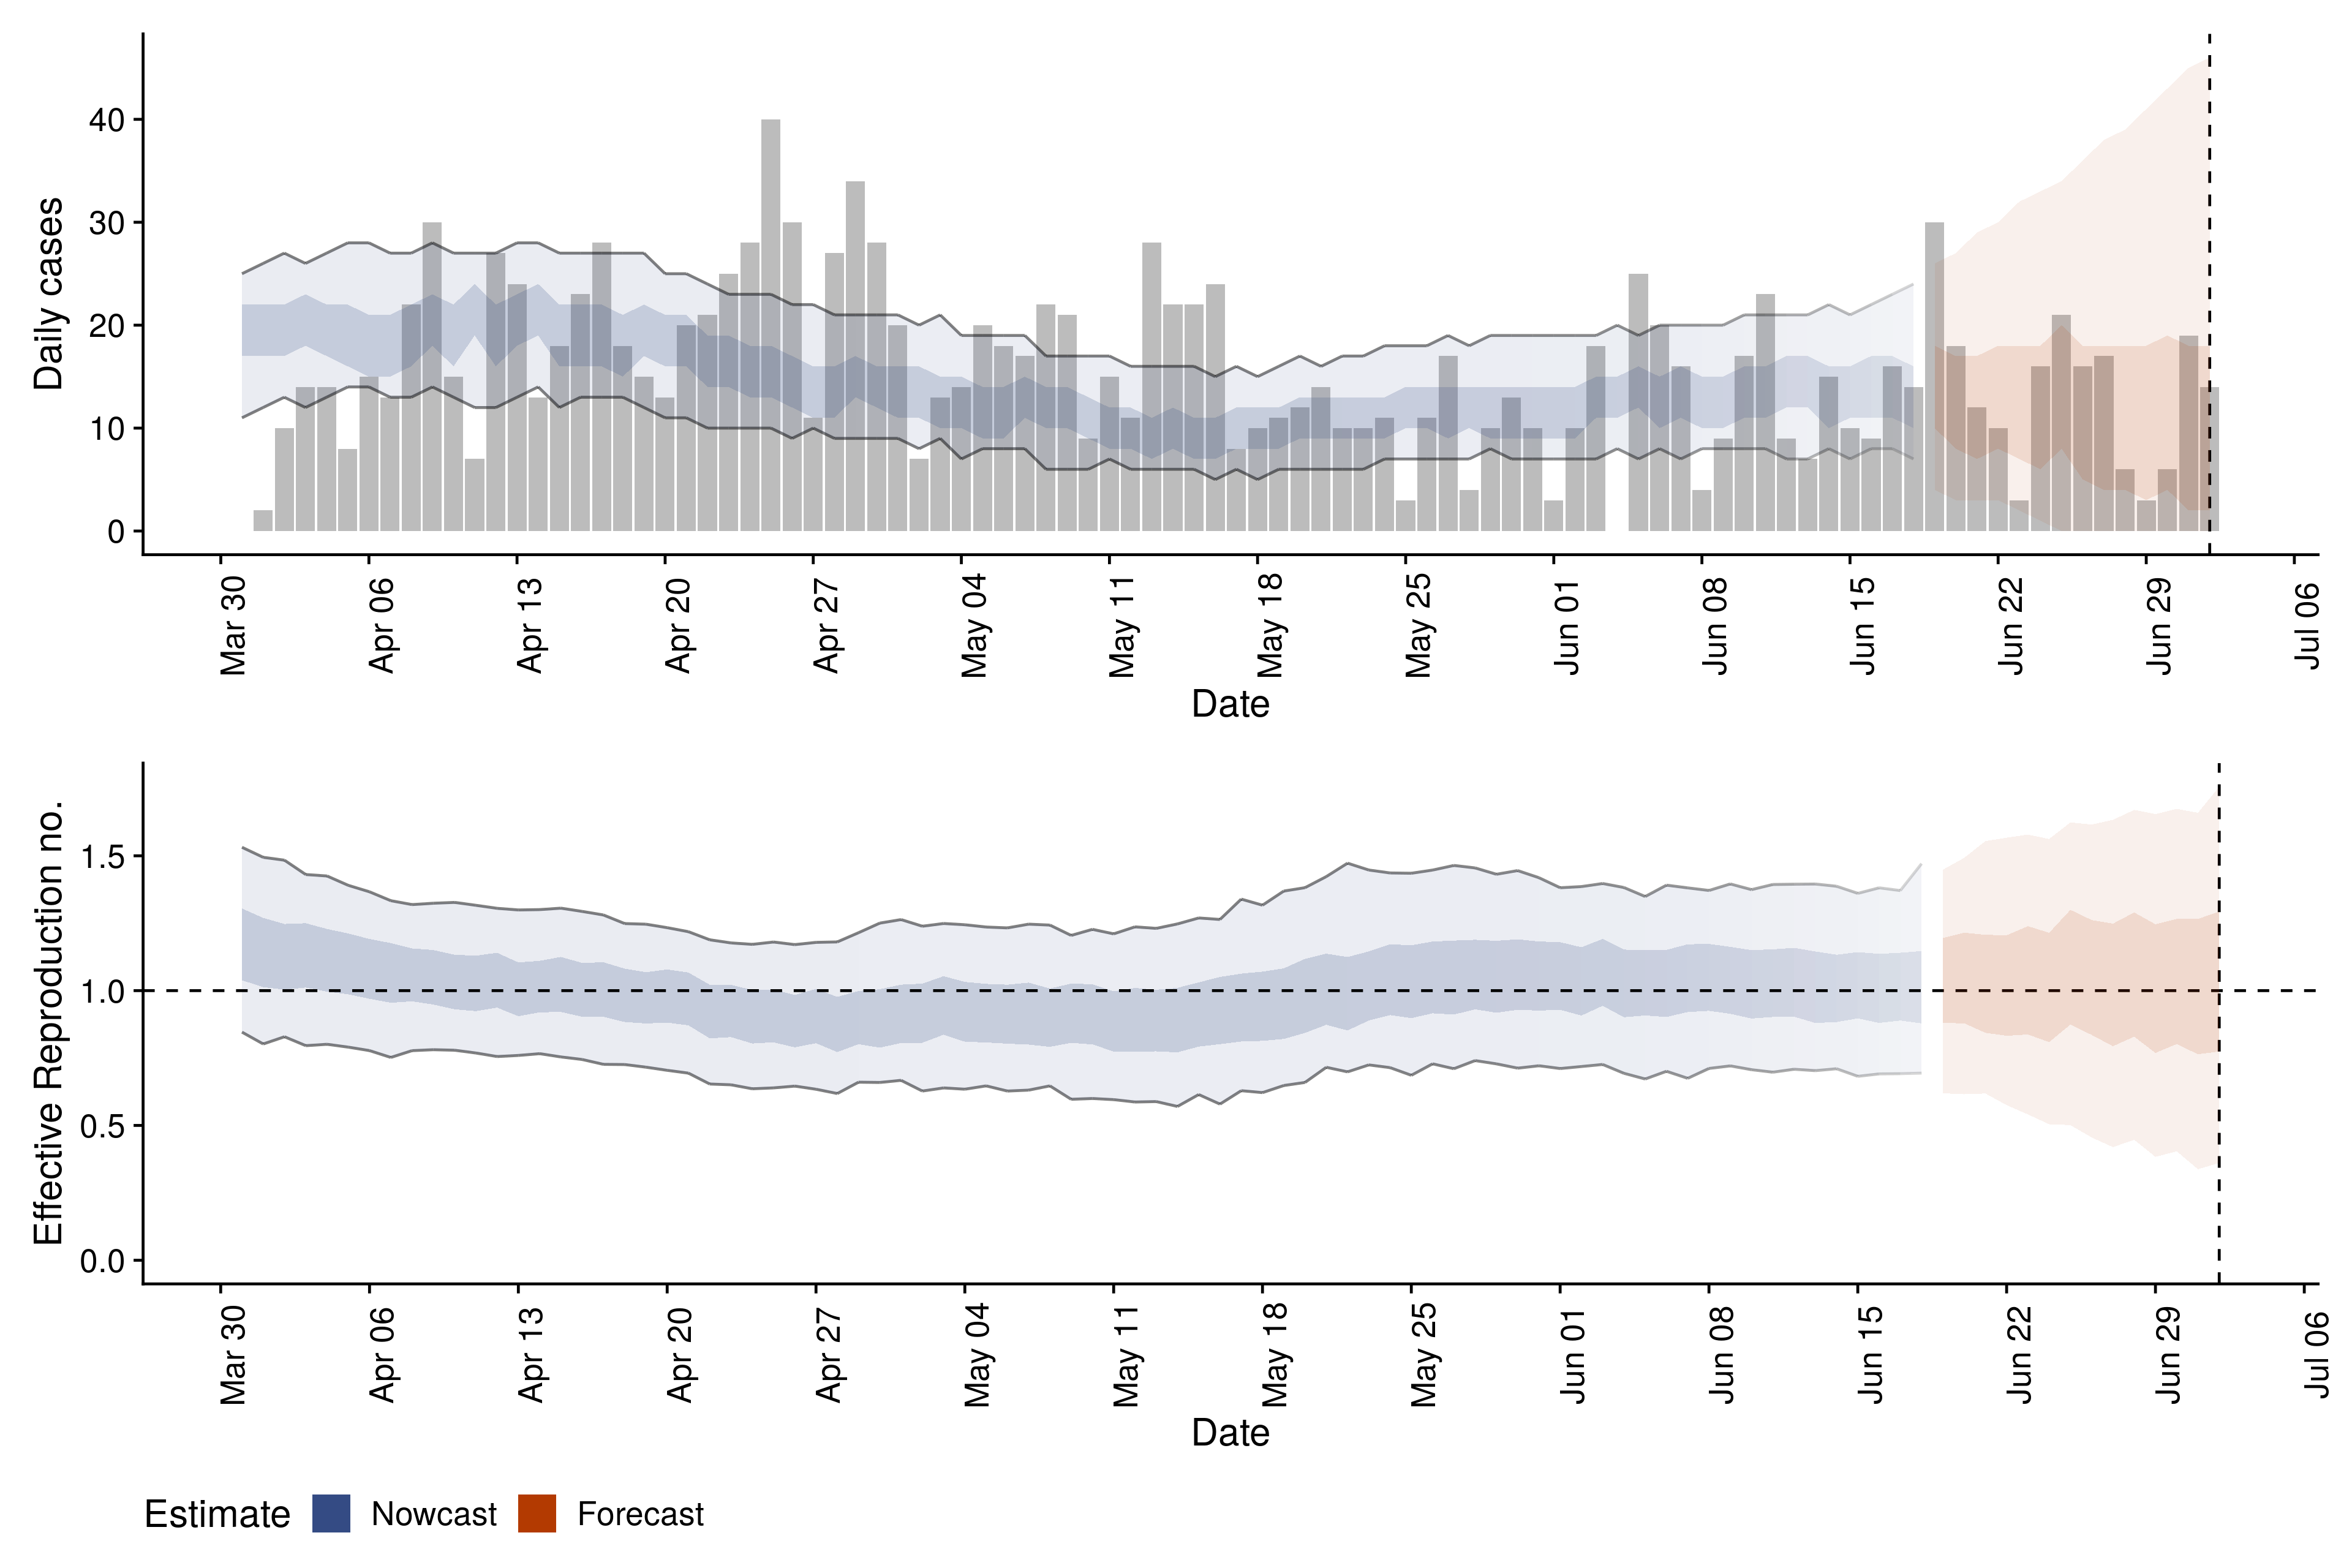 Daily cases
40
30
20
10
0
Mar 30
Apr 06
Apr 13
Apr 20
Apr 27
May 04
May 11
May 18
May 25
Jun 01
Jun 08
Jun 15
Jun 22
Jun 29
Jul 06
Date
Effective Reproduction no.
1.5
1.0
0.5
0.0
Mar 30
Apr 06
Apr 13
Apr 20
Apr 27
May 04
May 11
May 18
May 25
Jun 01
Jun 08
Jun 15
Jun 22
Jun 29
Jul 06
Date
Estimate Nowcast Forecast